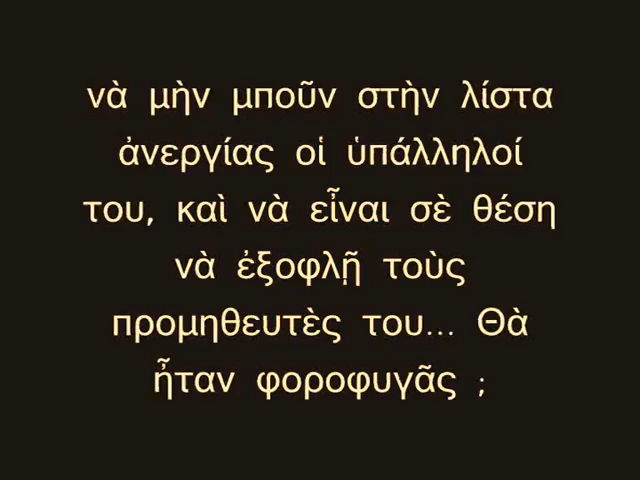 νὰ μὴν μποῦν στὴν λίστα
ἀνεργίας οἱ ὑπάλληλοί
του, καὶ νὰ εἶναι σὲ θέση
νὰ ἐξοφλῇ τοὺς
προμηθευτὲς του... Θὰ
ἦταν φοροφυγᾶς ;